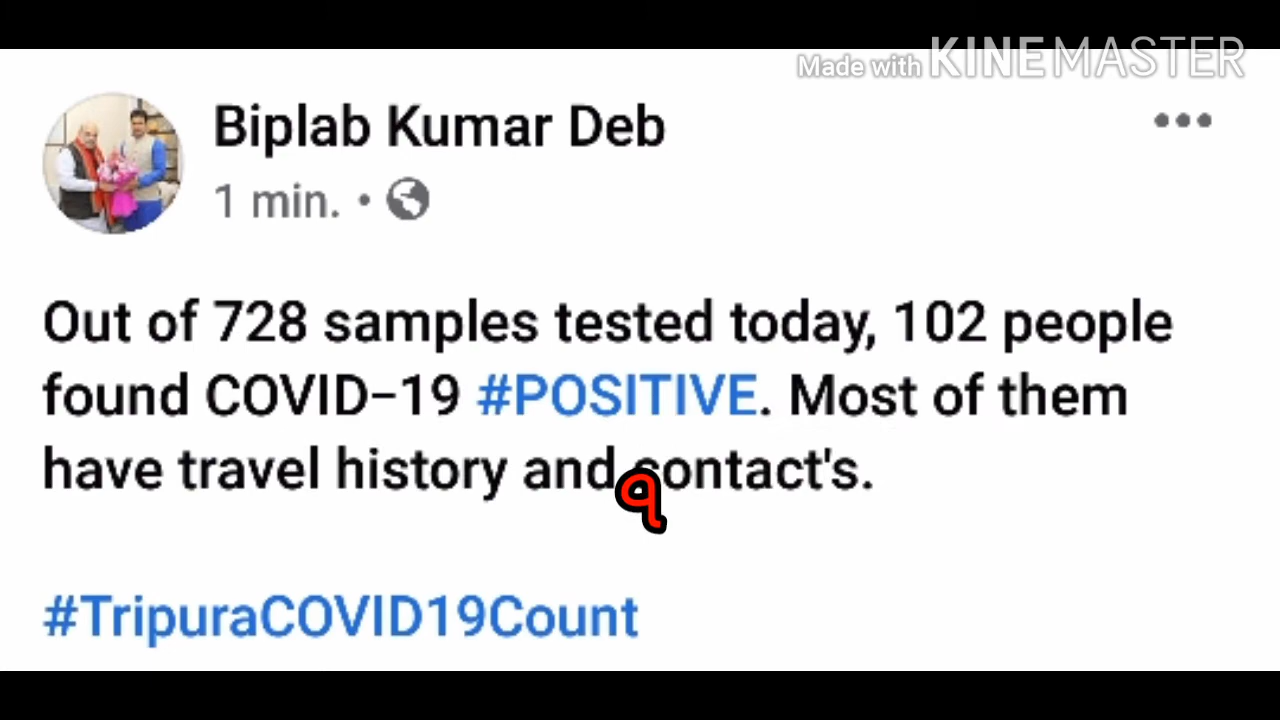 Made with KINEMASTER
Biplab Kumar Deb
1 min.
Out of 728 samples tested today, 102 people
found COVID-19 #POSITIVE. Most of them
have travel history and contact's.
৭
#TripuraCOVID19Count